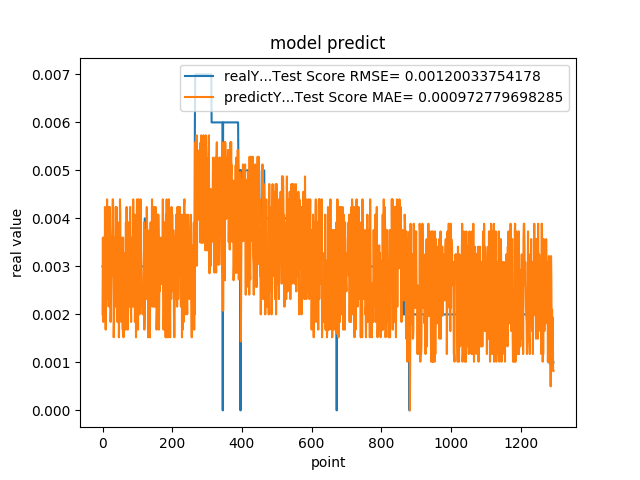 model predict
realY...Test Score RMSE= 0.00120033754178
predictY...Test Score MAE= 0.000972779698285
0.007
0.006
0.005
0.004
0.003
0.002
0.001
0.000
real value
0 200 400 600 800 1000 1200
point